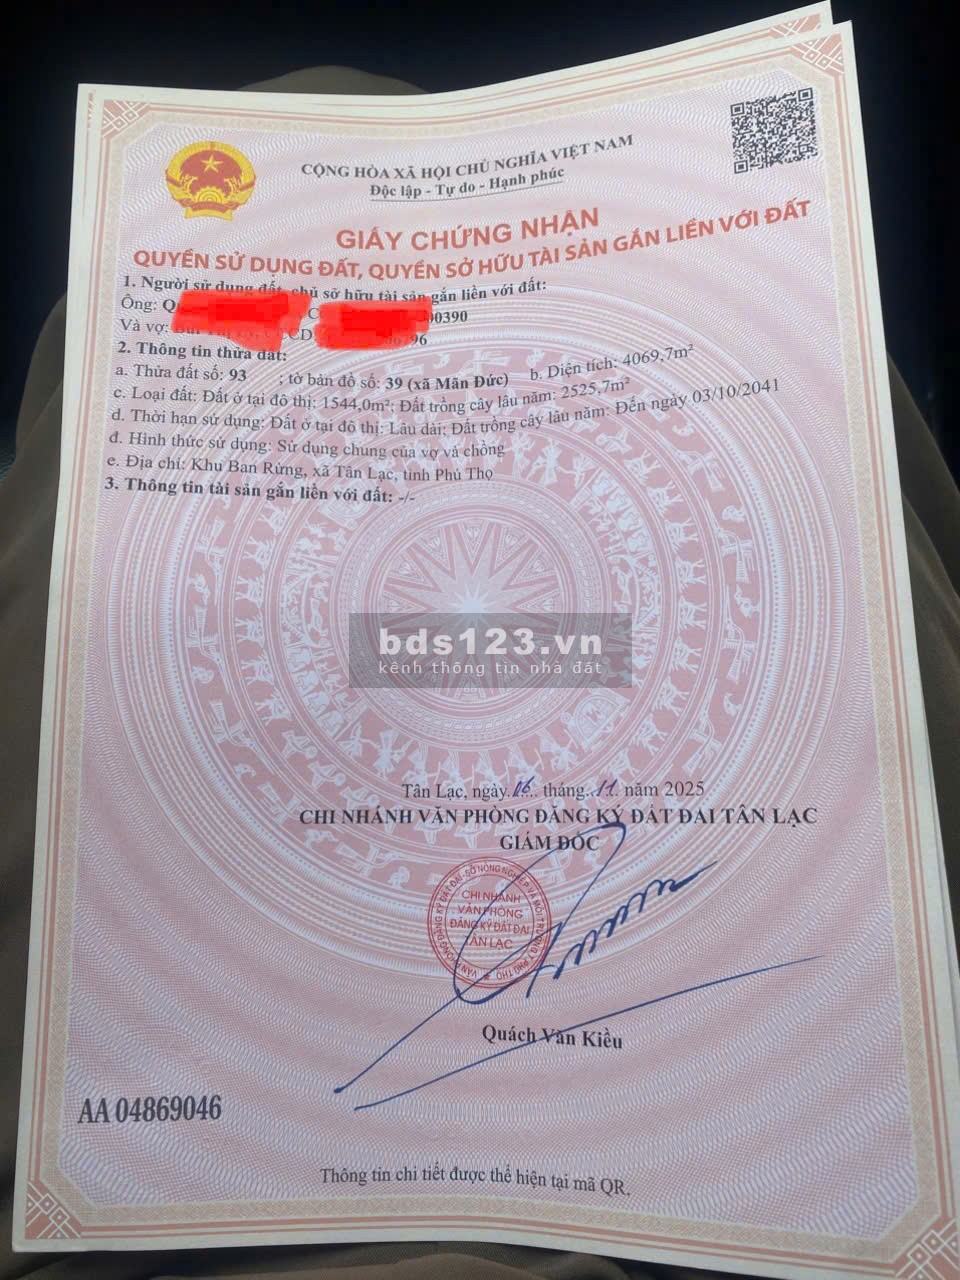 CỘNG HÒA XÃ HỘI CHỦ NGHĨA VIỆT NAM
Độc lập - Tự do - Hạnh phúc
GIẤY CHỨNG NHẬN
QUYỀN SỬ DỤNG ĐẤT, QUYỀN SỞ HỮU TÀI SẢN GẮN LIỀN VỚI ĐẤT
1. Người sử dụng đất, chủ sở hữu tài sản gắn liền với đất:
Ông: 00390
Và vợ: 6796
2. Thông tin thửa đất:
a. Thửa đất số: 93 ; tờ bản đồ số: 39 (xã Mãn Đức) b. Diện tích: 4069,7m²
c. Loại đất: Đất ở tại đô thị: 1544,0m²; Đất trồng cây lâu năm: 2525,7m²
d. Thời hạn sử dụng: Đất ở tại đô thị: Lâu dài; Đất trồng cây lâu năm: Đến ngày 03/10/2041
đ. Hình thức sử dụng: Sử dụng chung của vợ và chồng
e. Địa chỉ: Khu Ban Rừng, xã Tân Lạc, tỉnh Phú Thọ
3. Thông tin tài sản gắn liền với đất: -/-
bds123.vn
kênh thông tin nhà đất
Tân Lạc, ngày 06 tháng 11 năm 2025
CHI NHÁNH VĂN PHÒNG ĐĂNG KÝ ĐẤT ĐAI TÂN LẠC
GIÁM ĐỐC
CHI NHÁNH
VĂN PHÒNG
ĐĂNG KÝ ĐẤT ĐAI
TÂN LẠC
Quách Văn Kiều
AA 04869046
Thông tin chi tiết được thể hiện tại mã QR.